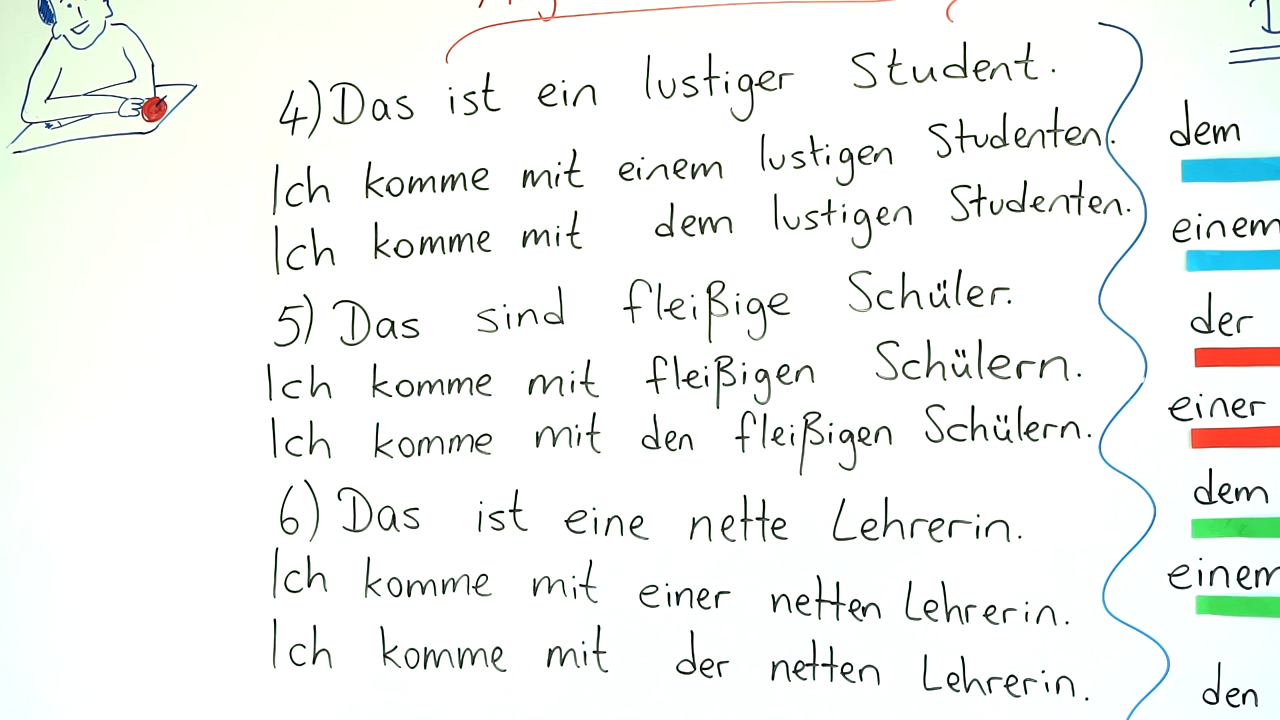 4) Das ist ein lustiger Student.
Ich komme mit einem lustigen Studenten.
Ich komme mit dem lustigen Studenten.
5) Das sind fleißige Schüler.
Ich komme mit fleißigen Schülern.
Ich komme mit den fleißigen Schülern.
6) Das ist eine nette Lehrerin.
Ich komme mit einer netten Lehrerin.
Ich komme mit der netten Lehrerin.
dem
einem
der
einer
dem
einem
den